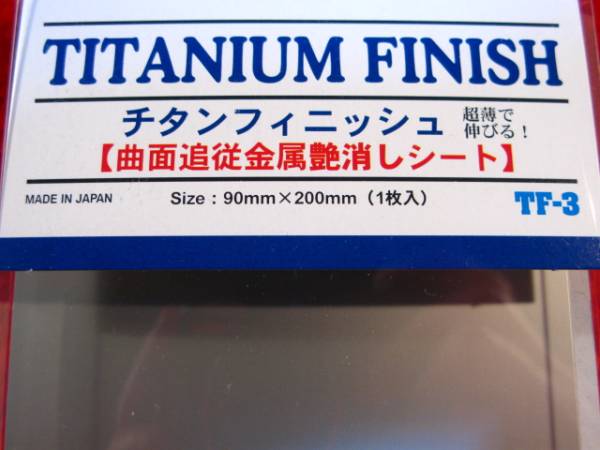 TITANIUM FINISH
チタンフィニッシュ 超薄で
伸びる!
【曲面追従金属艶消しシート】
MADE IN JAPAN Size : 90mm×200mm (1枚入) TF-3